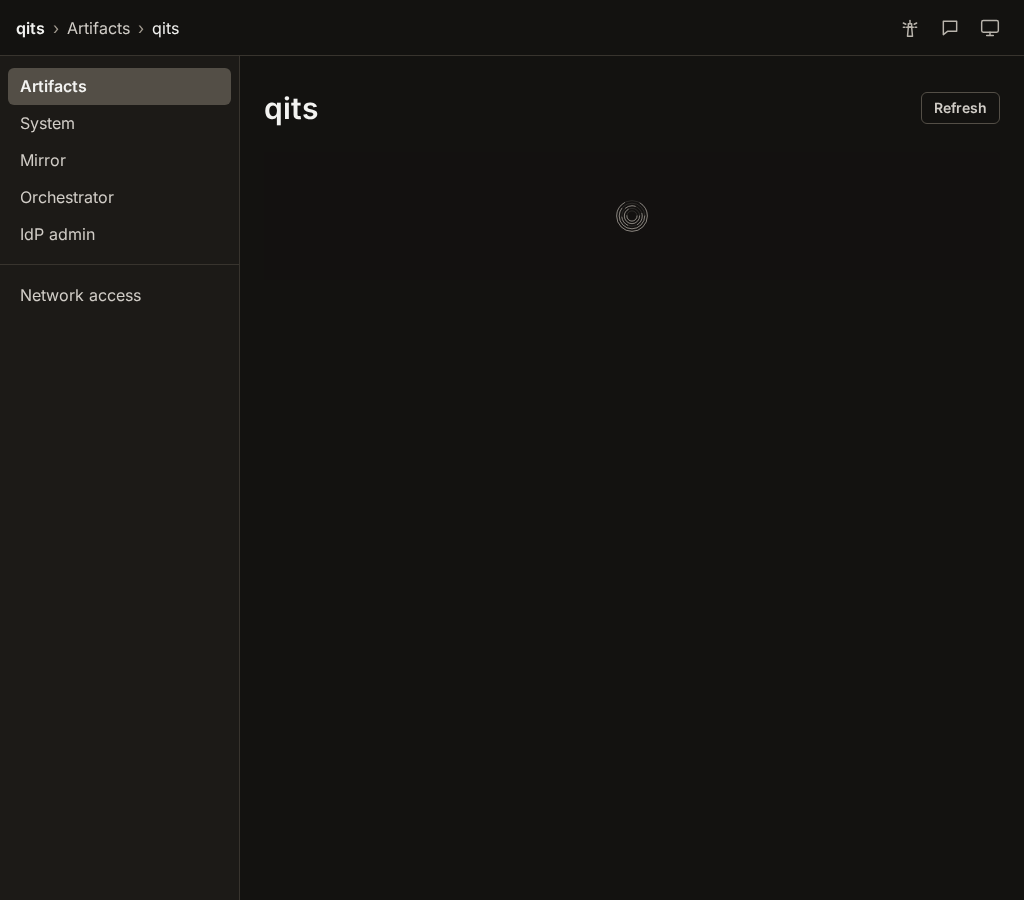 qits › Artifacts › qits
Artifacts
System
Mirror
Orchestrator
IdP admin
Network access
qits
Refresh